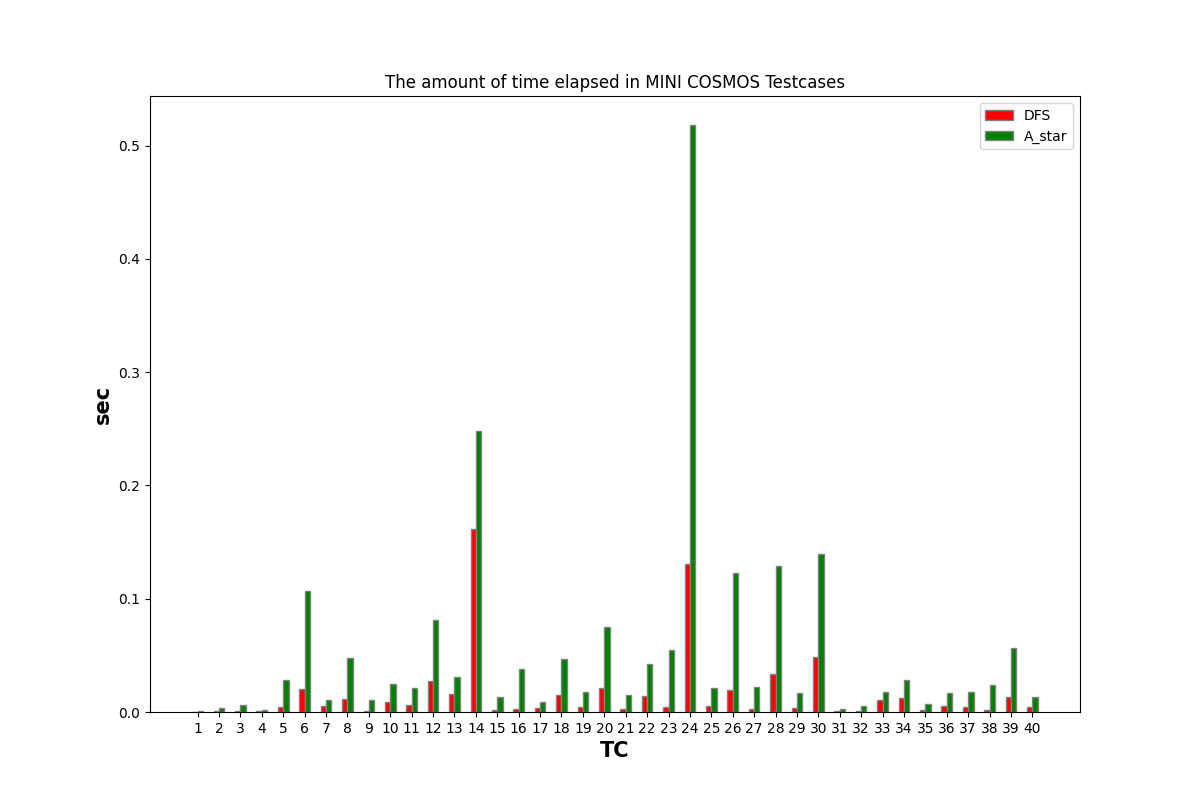 The amount of time elapsed in MINI COSMOS Testcases
DFS
A_star
0.5
0.4
0.3
0.2
0.1
0.0
sec
1 2 3 4 5 6 7 8 9 10 11 12 13 14 15 16 17 18 19 20 21 22 23 24 25 26 27 28 29 30 31 32 33 34 35 36 37 38 39 40
TC